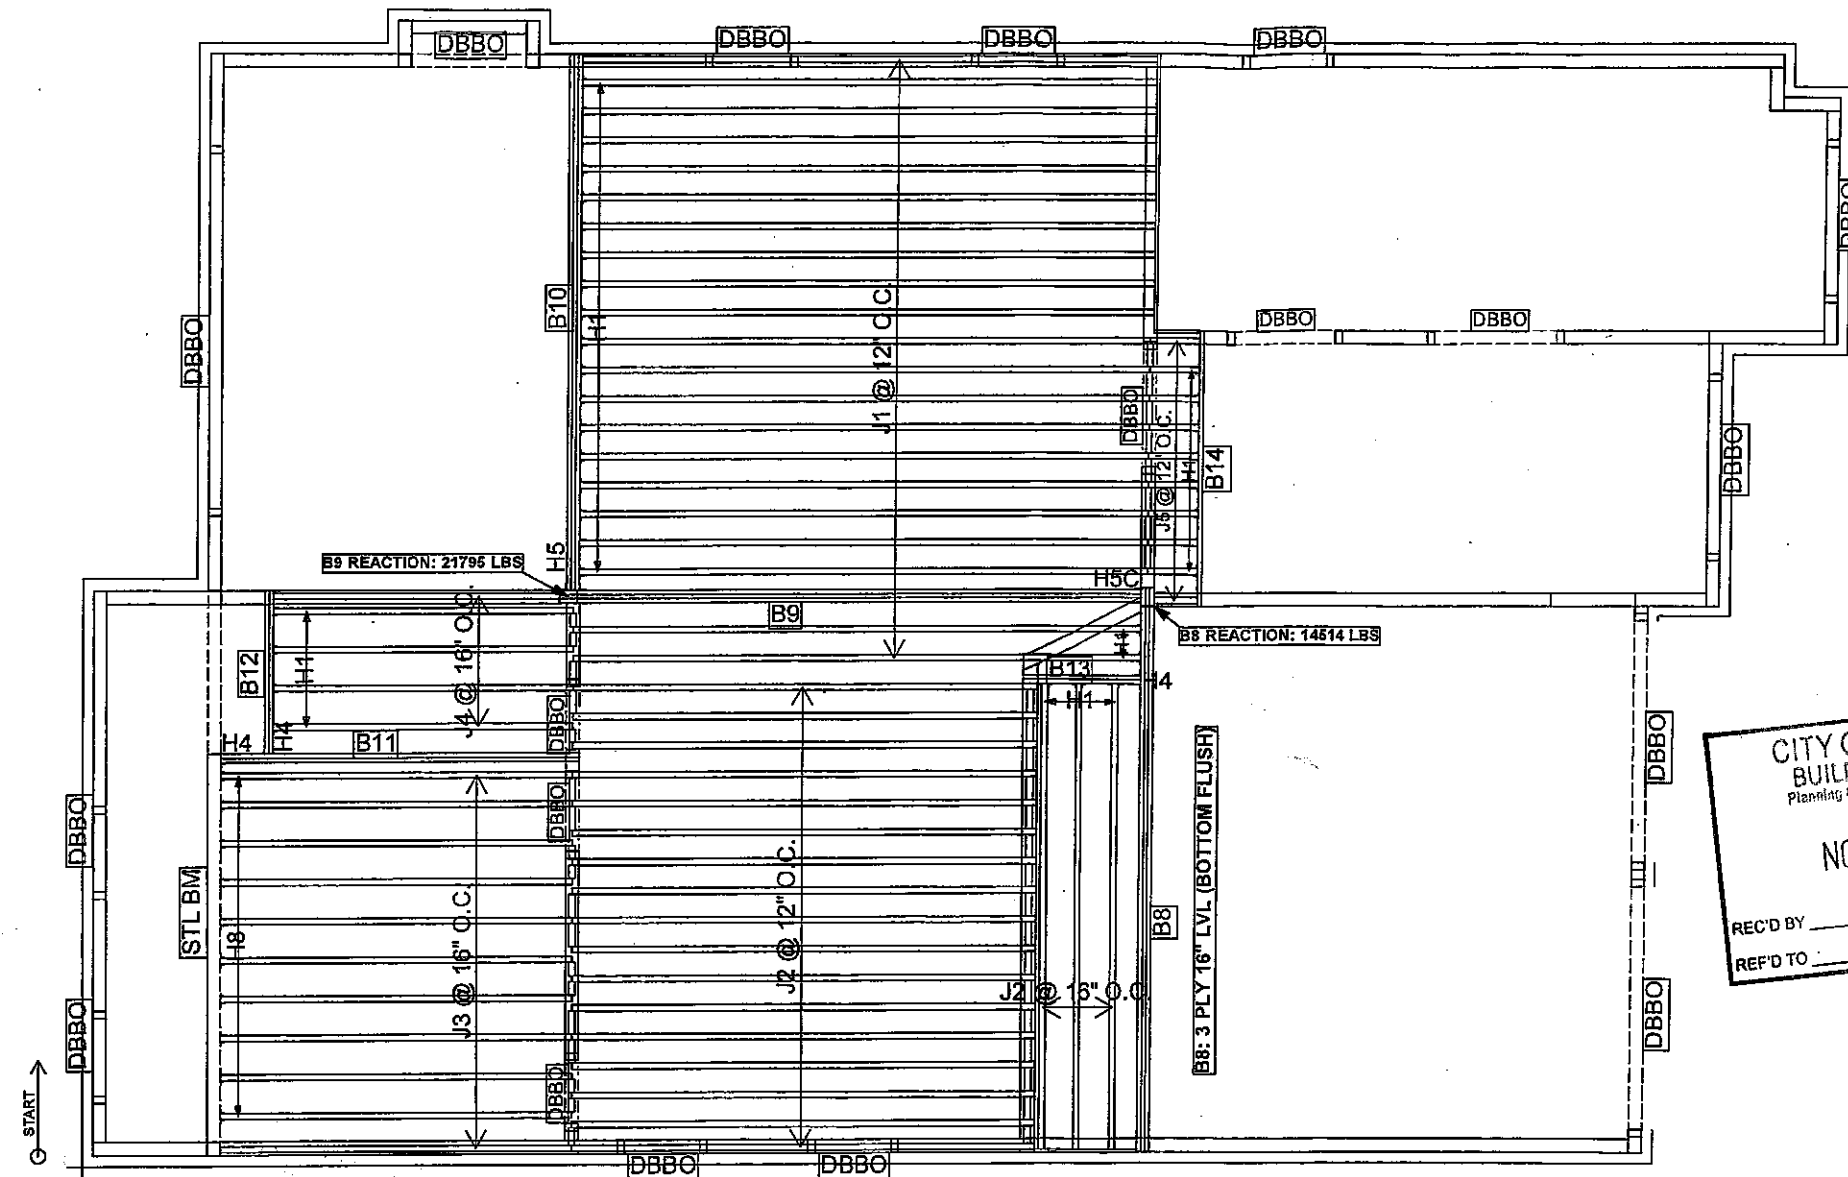 DBBO
DBBO
DBBO
DBBO
DBBO
DBBO
B10
H1
J1 @ 12" O.C.
DBBO
DBBO
DBBO
J5 @ 12" O.C.
H1
B14
DBBO
H5
B9 REACTION: 21795 LBS
H5C
B9
B8 REACTION: 14514 LBS
H1
B12
H1
J4 @ 16" O.C.
B13
H4
H1
H4
H4
B11
DBBO
DBBO
CITY
BUIL
Planning
REC'D BY
REF'D TO
DBBO
DBBO
STL BM
J3 @ 16" O.C.
J2 @ 12" O.C.
J2 @ 16" O.C.
B8
B8: 3 PLY 16" LVL (BOTTOM FLUSH)
DBBO
DBBO
DBBO
START
DBBO
DBBO